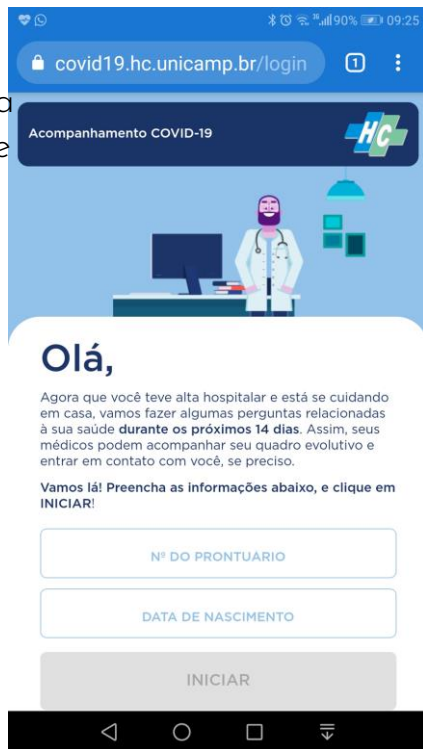 90% 09:25
covid19.hc.unicamp.br/login 1
a
e
Acompanhamento COVID-19
HC
Olá,
Agora que você teve alta hospitalar e está se cuidando
em casa, vamos fazer algumas perguntas relacionadas
à sua saúde durante os próximos 14 dias. Assim, seus
médicos podem acompanhar seu quadro evolutivo e
entrar em contato com você, se preciso.
Vamos lá! Preencha as informações abaixo, e clique em
INICIAR!
Nº DO PRONTUARIO
DATA DE NASCIMENTO
INICIAR